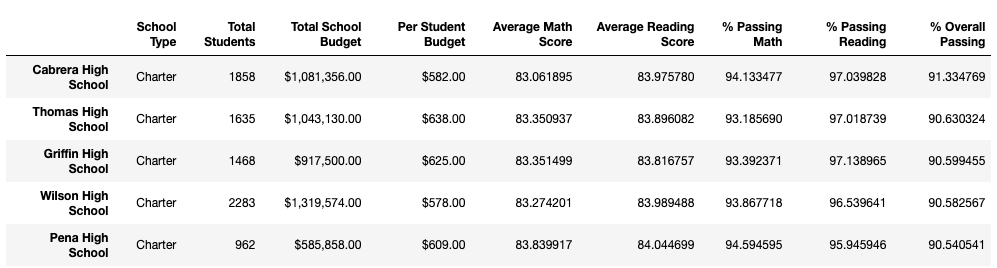 School Type Total Students Total School Budget Per Student Budget Average Math Score Average Reading Score % Passing Math % Passing Reading % Overall Passing
Cabrera High School Charter 1858 $1,081,356.00 $582.00 83.061895 83.975780 94.133477 97.039828 91.334769
Thomas High School Charter 1635 $1,043,130.00 $638.00 83.350937 83.896082 93.185690 97.018739 90.630324
Griffin High School Charter 1468 $917,500.00 $625.00 83.351499 83.816757 93.392371 97.138965 90.599455
Wilson High School Charter 2283 $1,319,574.00 $578.00 83.274201 83.989488 93.867718 96.539641 90.582567
Pena High School Charter 962 $585,858.00 $609.00 83.839917 84.044699 94.594595 95.945946 90.540541